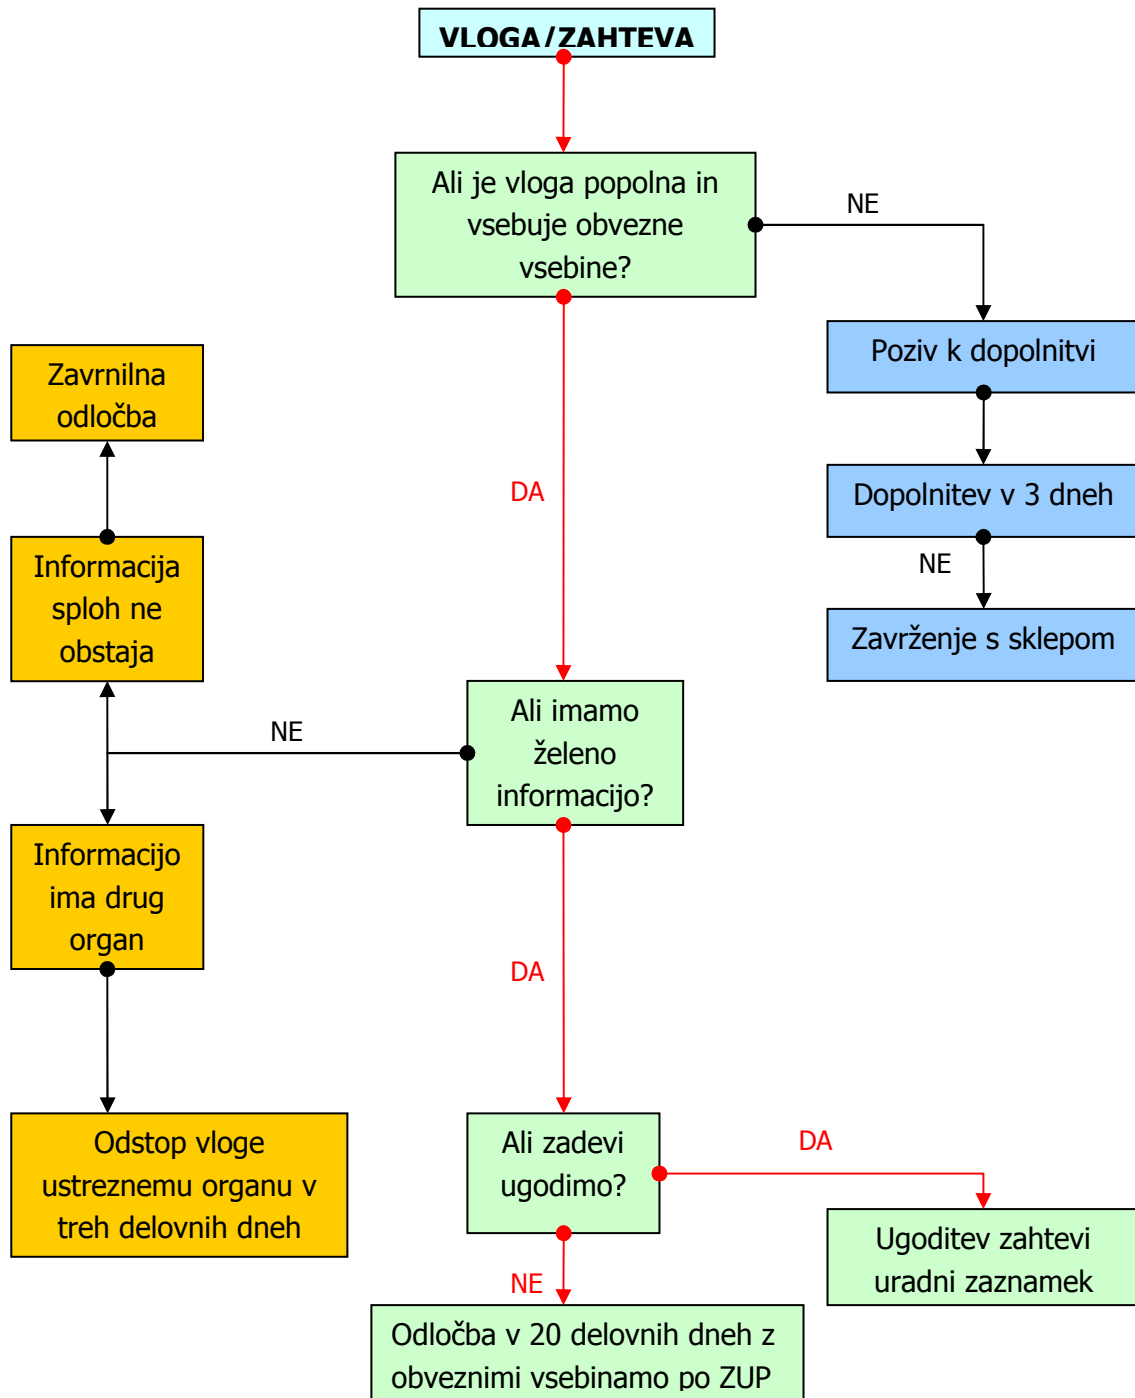 VLOGA/ZAHTEVA
Ali je vloga popolna in
vsebuje obvezne
vsebine?
NE
Poziv k dopolnitvi
Zavrnilna
odločba
DA
Dopolnitev v 3 dneh
Informacija
sploh ne
obstaja
NE
Zavrženje s sklepom
Ali imamo
želeno
informacijo?
NE
Informacijo
ima drug
organ
DA
Odstop vloge
ustreznemu organu v
treh delovnih dneh
Ali zadevi
ugodimo?
DA
Ugoditev zahtevi
uradni zaznamek
NE
Odločba v 20 delovnih dneh z
obveznimi vsebinamo po ZUP